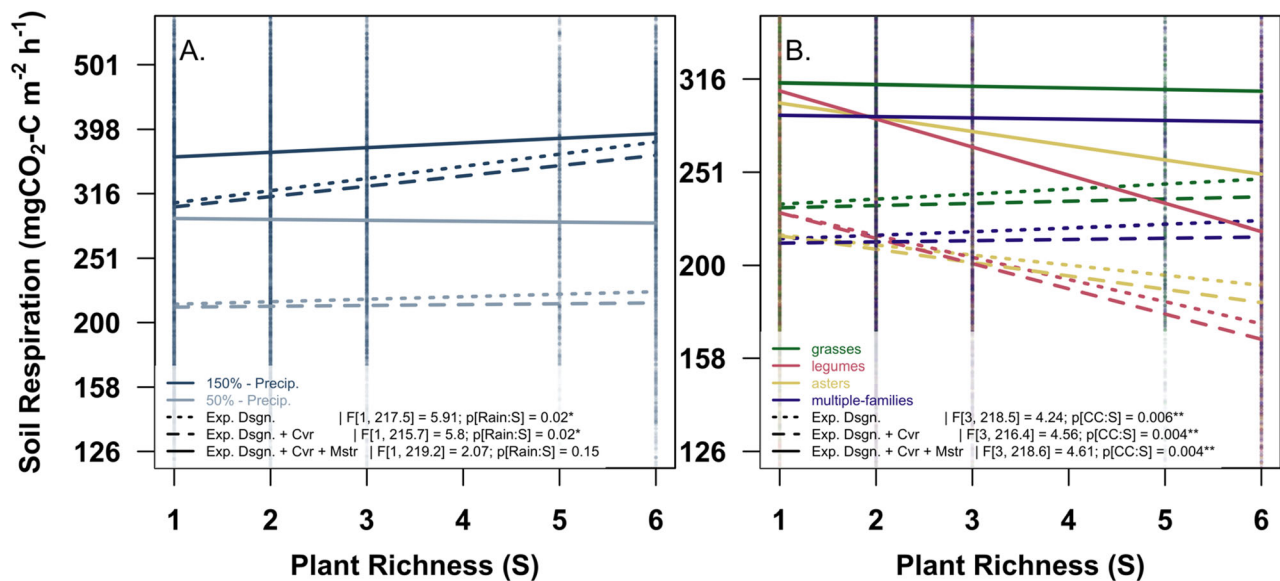 Soil Respiration (mgCO2-C m-2 h-1)
A.
501
398
316
251
200
158
126
150% - Precip.
50% - Precip.
Exp. Dsgn. | F[1, 217.5] = 5.91; p[Rain:S] = 0.02*
Exp. Dsgn. + Cvr | F[1, 215.7] = 5.8; p[Rain:S] = 0.02*
Exp. Dsgn. + Cvr + Mstr | F[1, 219.2] = 2.07; p[Rain:S] = 0.15
1 2 3 4 5 6
Plant Richness (S)
B.
316
251
200
158
126
grasses
legumes
asters
multiple-families
Exp. Dsgn. | F[3, 218.5] = 4.24; p[CC:S] = 0.006**
Exp. Dsgn. + Cvr | F[3, 216.4] = 4.56; p[CC:S] = 0.004**
Exp. Dsgn. + Cvr + Mstr | F[3, 218.6] = 4.61; p[CC:S] = 0.004**
1 2 3 4 5 6
Plant Richness (S)